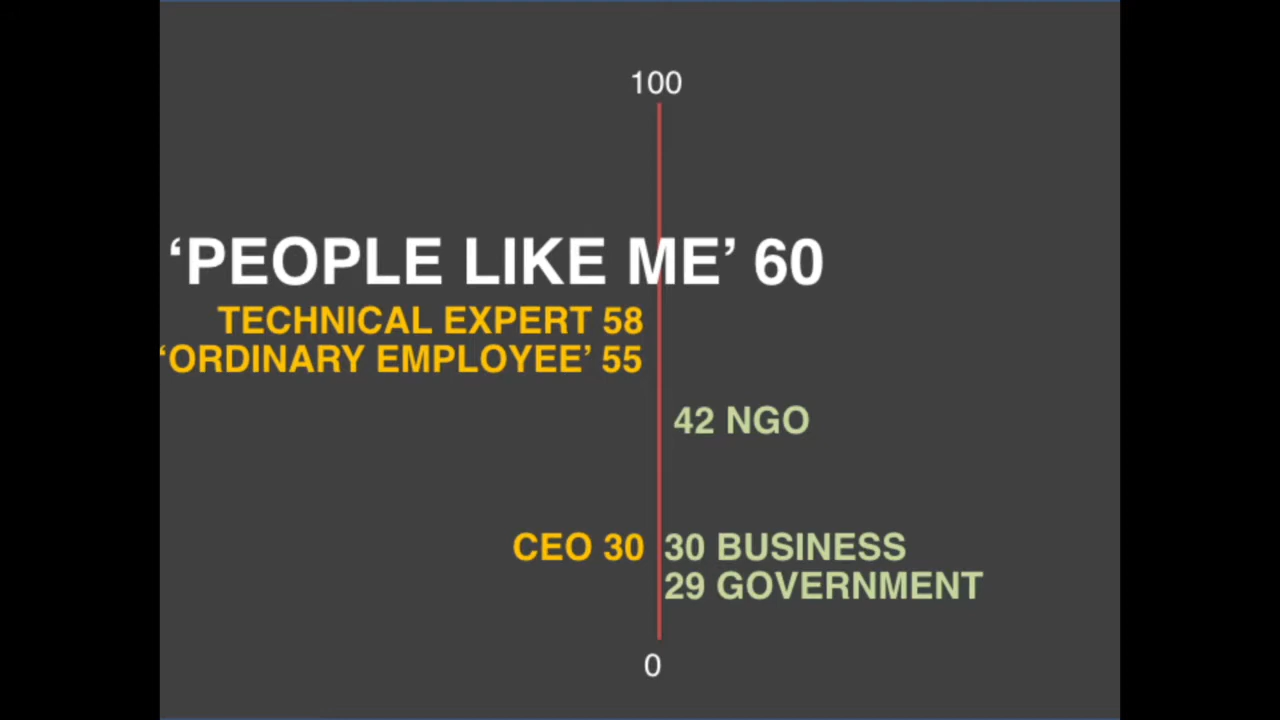 100
‘PEOPLE LIKE ME’ 60
TECHNICAL EXPERT 58
‘ORDINARY EMPLOYEE’ 55
42 NGO
CEO 30
30 BUSINESS
29 GOVERNMENT
0